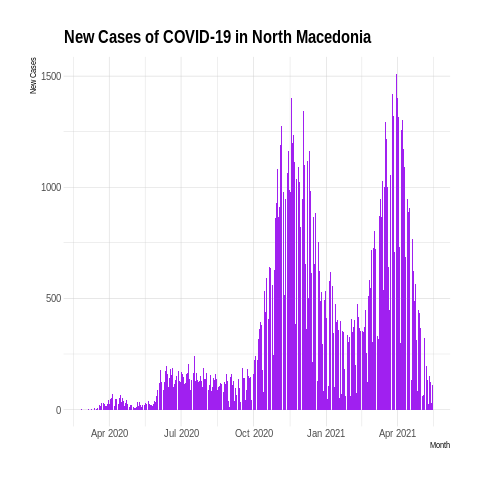 New Cases of COVID-19 in North Macedonia
New Cases
1500
1000
500
0
Apr 2020 Jul 2020 Oct 2020 Jan 2021 Apr 2021
Month